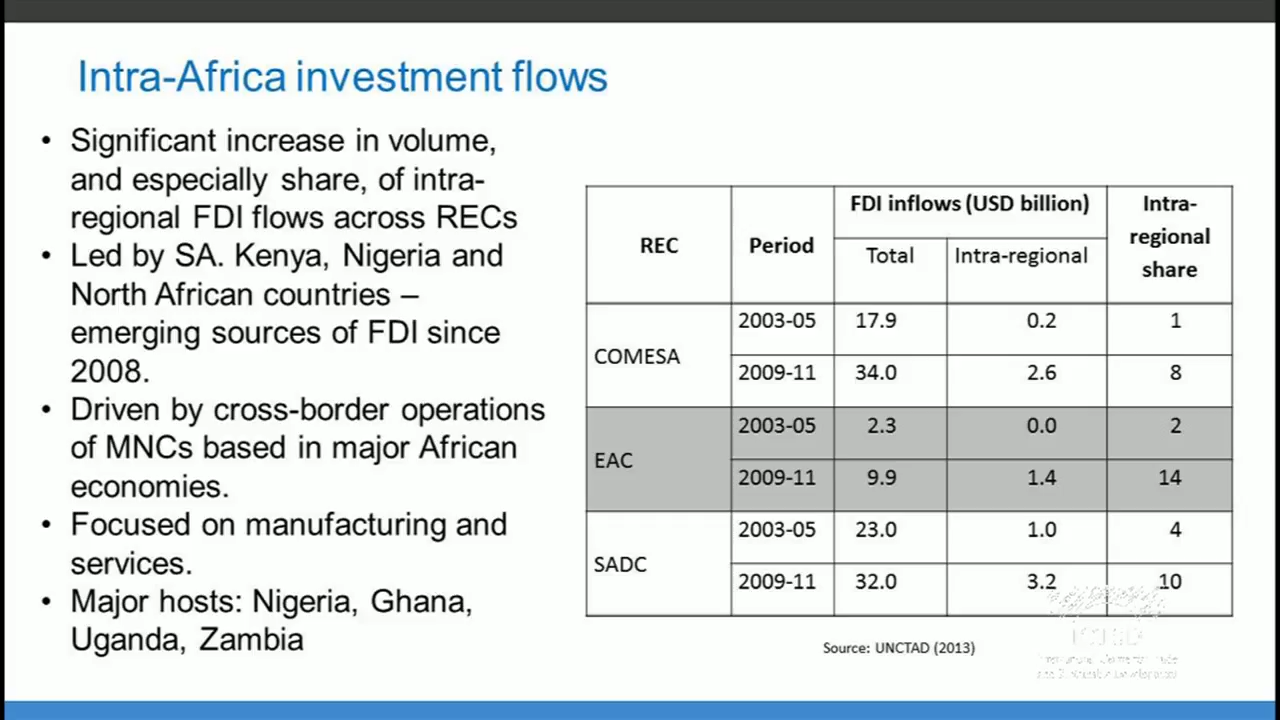 Intra-Africa investment flows
• Significant increase in volume,
and especially share, of intra-
regional FDI flows across RECs
• Led by SA. Kenya, Nigeria and
North African countries –
emerging sources of FDI since
2008.
• Driven by cross-border operations
of MNCs based in major African
economies.
• Focused on manufacturing and
services.
• Major hosts: Nigeria, Ghana,
Uganda, Zambia
REC Period FDI inflows (USD billion) Intra-
regional
share
Total Intra-regional
COMESA
2003-05 17.9 0.2 1
2009-11 34.0 2.6 8
EAC
2003-05 2.3 0.0 2
2009-11 9.9 1.4 14
SADC
2003-05 23.0 1.0 4
2009-11 32.0 3.2 10
Source: UNCTAD (2013)